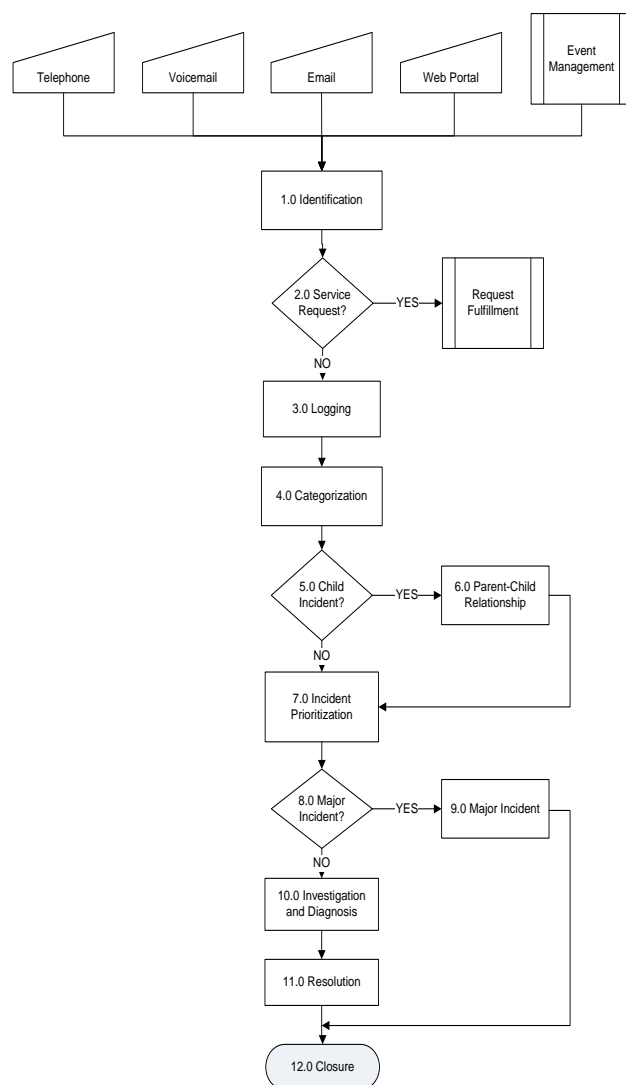 Telephone
Voicemail
Email
Web Portal
Event
Management
1.0 Identification
2.0 Service
Request?
YES
Request
Fulfillment
NO
3.0 Logging
4.0 Categorization
5.0 Child
Incident?
YES
6.0 Parent-Child
Relationship
NO
7.0 Incident
Prioritization
8.0 Major
Incident?
YES
9.0 Major Incident
NO
10.0 Investigation
and Diagnosis
11.0 Resolution
12.0 Closure